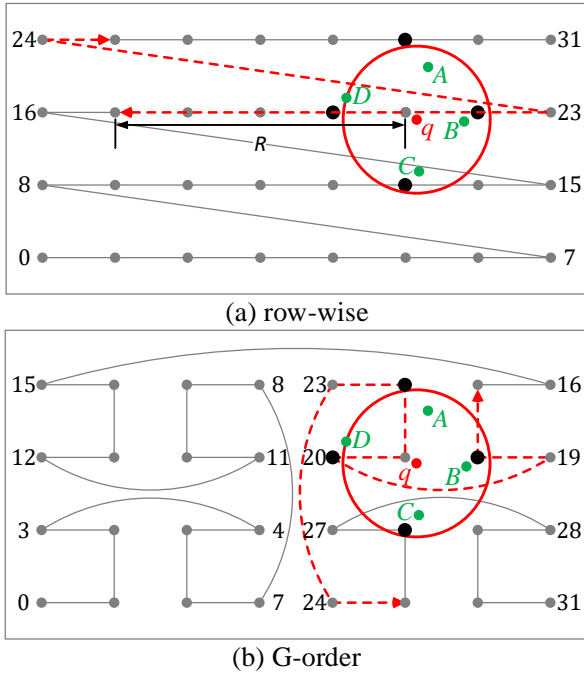 24 31
A
D
16 23
q B
R
C
8 15
0 7
(a) row-wise
15 8 23 16
A
D
12 11 20 19
q B
C
3 4 27 28
0 7 24 31
(b) G-order